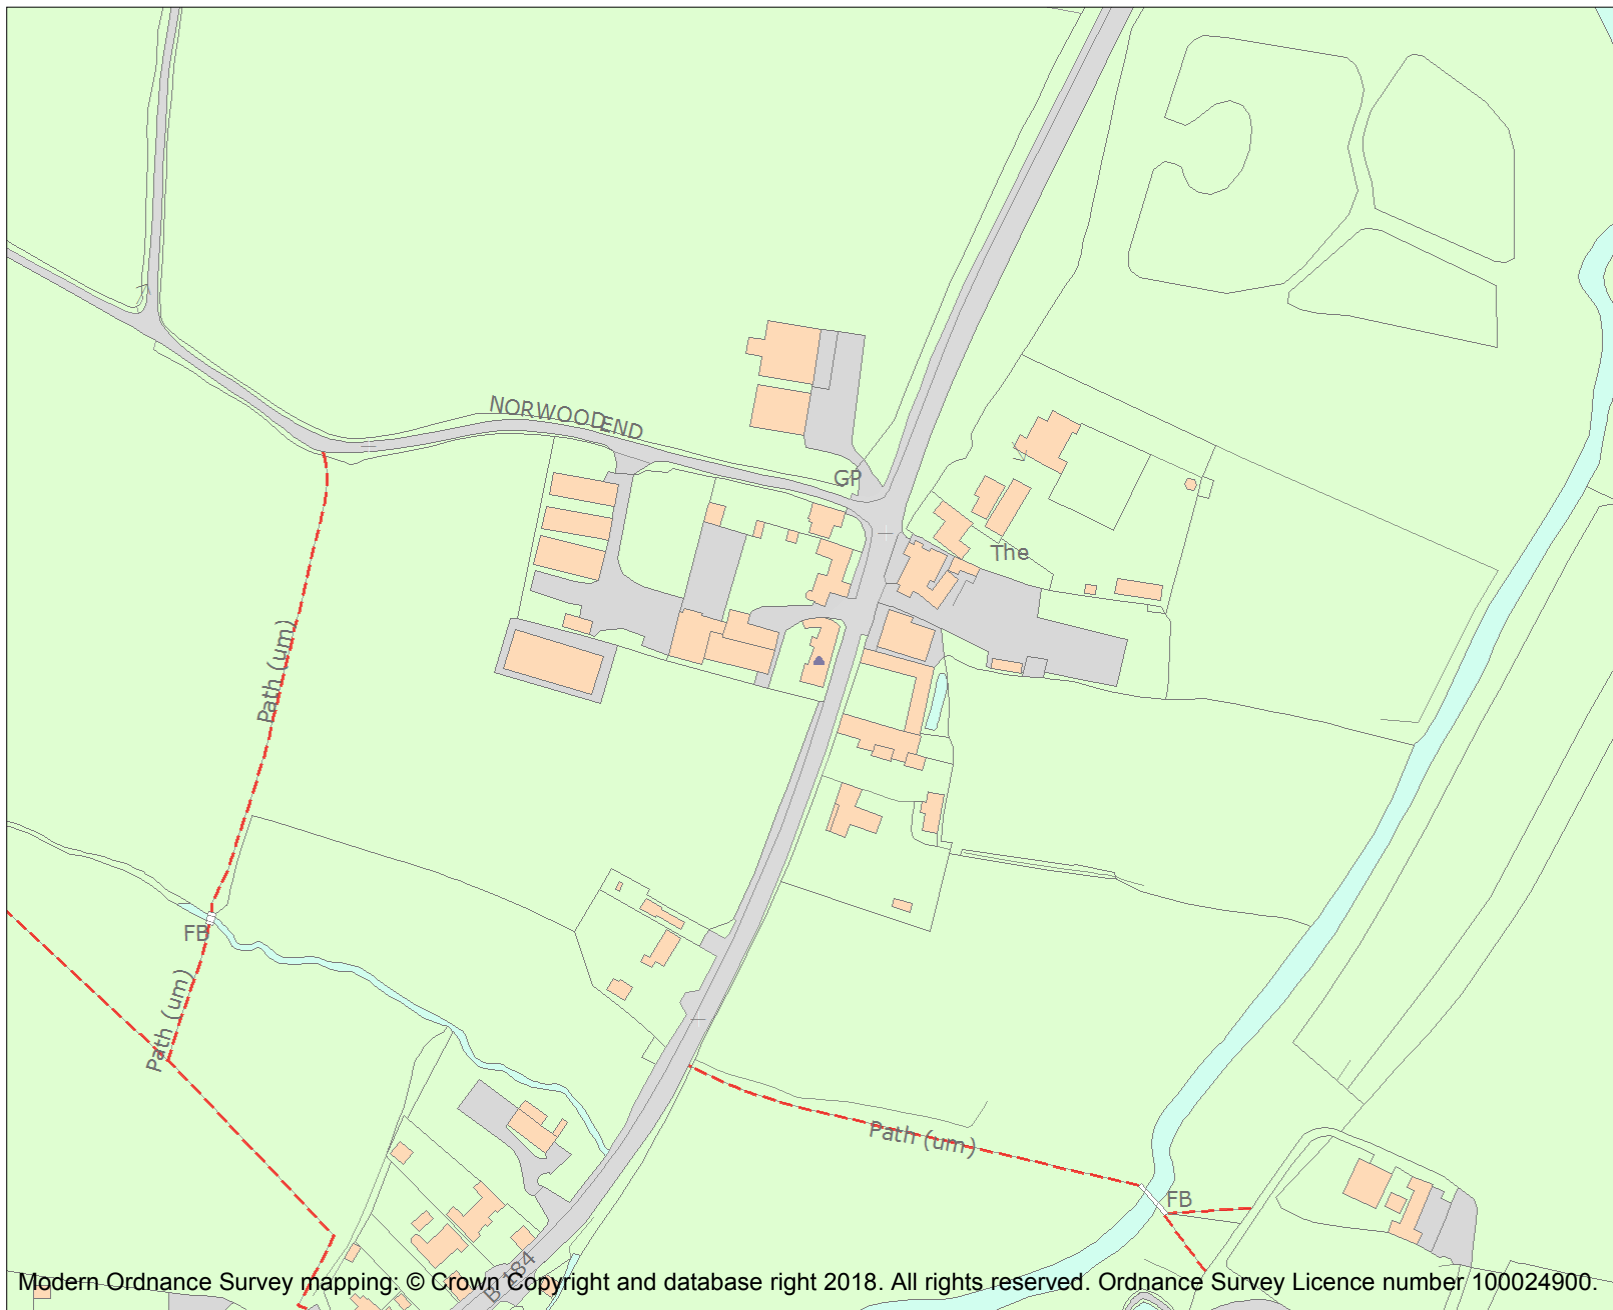 NORWOOD END
GP
The
Path (um)
FB
Path (um)
Path (um)
FB
B 184
Modern Ordnance Survey mapping: © Crown Copyright and database right 2018. All rights reserved. Ordnance Survey Licence number 100024900.